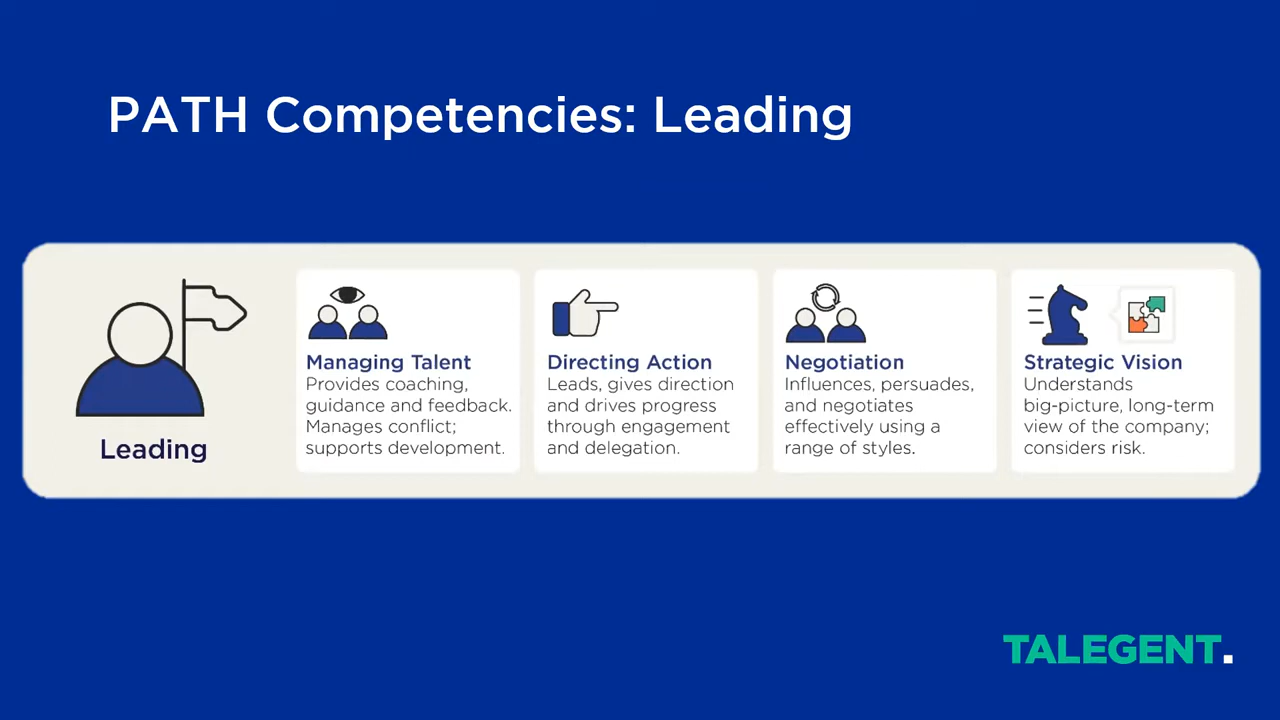 PATH Competencies: Leading
Leading
Managing Talent
Provides coaching,
guidance and feedback.
Manages conflict;
supports development.
Directing Action
Leads, gives direction
and drives progress
through engagement
and delegation.
Negotiation
Influences, persuades,
and negotiates
effectively using a
range of styles.
Strategic Vision
Understands
big-picture, long-term
view of the company;
considers risk.
TALEGENT.